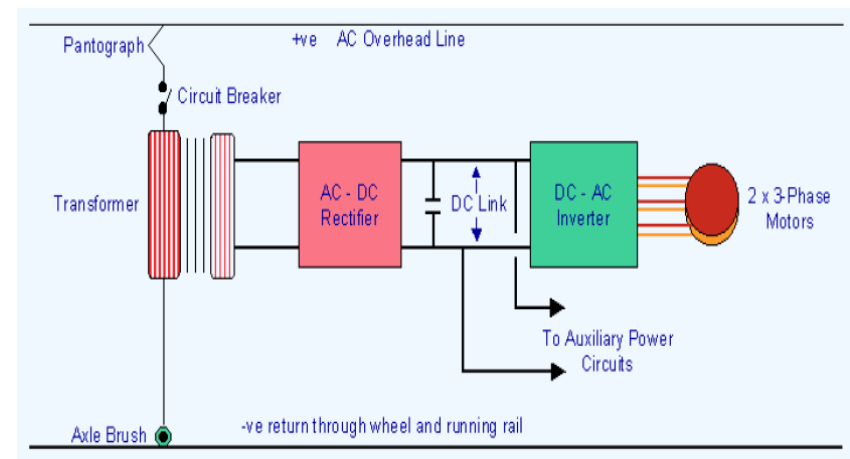 +ve AC Overhead Line
Pantograph
Circuit Breaker
Transformer
AC - DC
Rectifier
DC Link
DC - AC
Inverter
2 x 3-Phase
Motors
To Auxiliary Power
Circuits
Axle Brush
-ve return through wheel and running rail